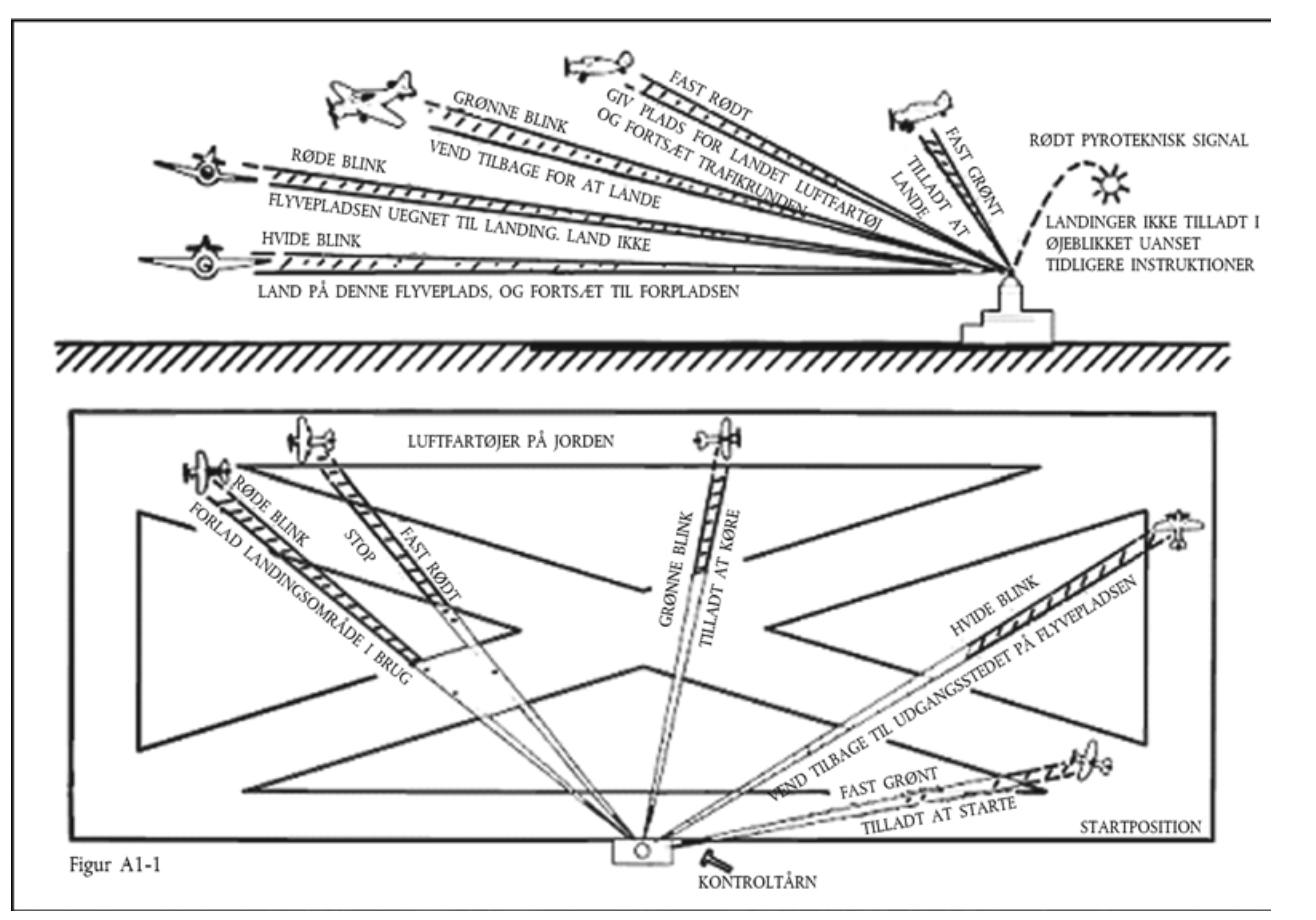 FAST RØDT
GIV PLADS FOR LANDET LUFTFARTØJ
OG FORTSÆT TRAFIKRUNDEN
GRØNNE BLINK
VEND TILBAGE FOR AT LANDE
FAST GRØNT
TILLADT AT
LANDE
RØDT PYROTEKNISK SIGNAL
LANDINGER IKKE TILLADT I
ØJEBLIKKET UANSET
TIDLIGERE INSTRUKTIONER
RØDE BLINK
FLYVEPLADSEN UEGNET TIL LANDING. LAND IKKE
HVIDE BLINK
LAND PÅ DENNE FLYVEPLADS, OG FORTSÆT TIL FORPLADSEN
LUFTFARTØJER PÅ JORDEN
RØDE BLINK
FORLAD LANDINGSOMRÅDE I BRUG
FAST RØDT
STOP
GRØNNE BLINK
TILLADT AT KØRE
HVIDE BLINK
VEND TILBAGE TIL UDGANGSSTEDET PÅ FLYVEPLADSEN
FAST GRØNT
TILLADT AT STARTE
STARTPOSITION
KONTROLTÅRN
Figur A1-1